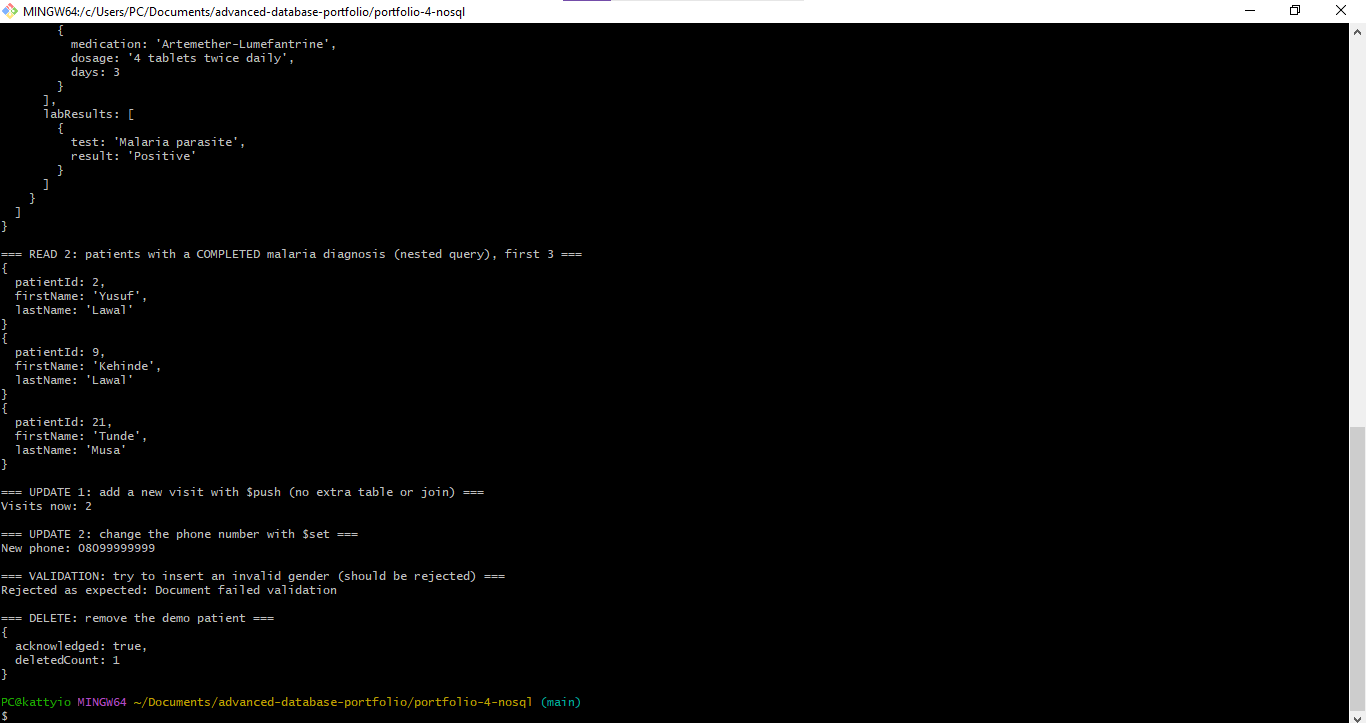 MINGW64:/c/Users/PC/Documents/advanced-database-portfolio/portfolio-4-nosql
        {
          medication: 'Artemether-Lumefantrine',
          dosage: '4 tablets twice daily',
          days: 3
        }
      ],
      labResults: [
        {
          test: 'Malaria parasite',
          result: 'Positive'
        }
      ]
    }
  ]
}

=== READ 2: patients with a COMPLETED malaria diagnosis (nested query), first 3 ===
{
  patientId: 2,
  firstName: 'Yusuf',
  lastName: 'Lawal'
}
{
  patientId: 9,
  firstName: 'Kehinde',
  lastName: 'Lawal'
}
{
  patientId: 21,
  firstName: 'Tunde',
  lastName: 'Musa'
}

=== UPDATE 1: add a new visit with $push (no extra table or join) ===
Visits now: 2

=== UPDATE 2: change the phone number with $set ===
New phone: 08099999999

=== VALIDATION: try to insert an invalid gender (should be rejected) ===
Rejected as expected: Document failed validation

=== DELETE: remove the demo patient ===
{
  acknowledged: true,
  deletedCount: 1
}

PC@kattyio MINGW64 ~/Documents/advanced-database-portfolio/portfolio-4-nosql (main)
$